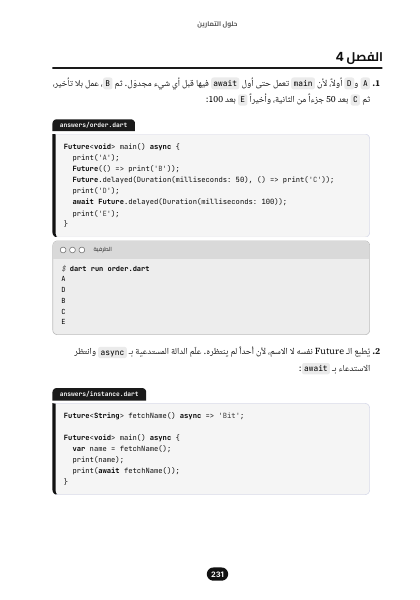 حلول التمارين
الفصل 4
1. A و D أولاً، لأن main تعمل حتى أول await فيها قبل أي شيء مجدوَل. ثم B، عمل بلا تأخير،
ثم C بعد 50 جزءاً من الثانية، وأخيراً E بعد 100:
answers/order.dart
Future<void> main() async {
  print('A');
  Future(() => print('B'));
  Future.delayed(Duration(milliseconds: 50), () => print('C'));
  print('D');
  await Future.delayed(Duration(milliseconds: 100));
  print('E');
}
الطرفية
$ dart run order.dart
A
D
B
C
E
2. يُطبع الـ Future نفسه لا الاسم، لأن أحداً لم ينتظره. علّم الدالة المستدعية بـ async وانتظر
الاستدعاء بـ await:
answers/instance.dart
Future<String> fetchName() async => 'Bit';
Future<void> main() async {
  var name = fetchName();
  print(name);
  print(await fetchName());
}
231